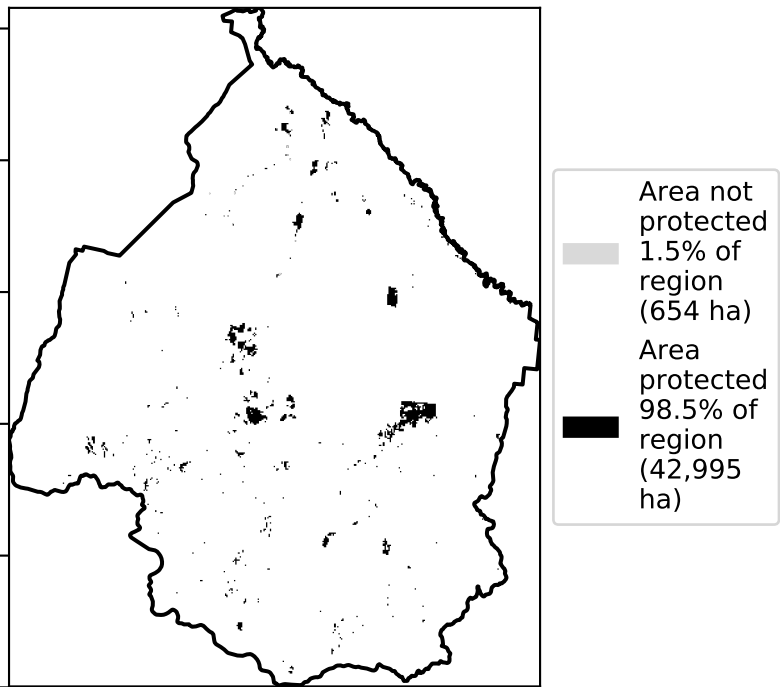 Area not
protected
1.5% of
region
(654 ha)
Area
protected
98.5% of
region
(42,995
ha)